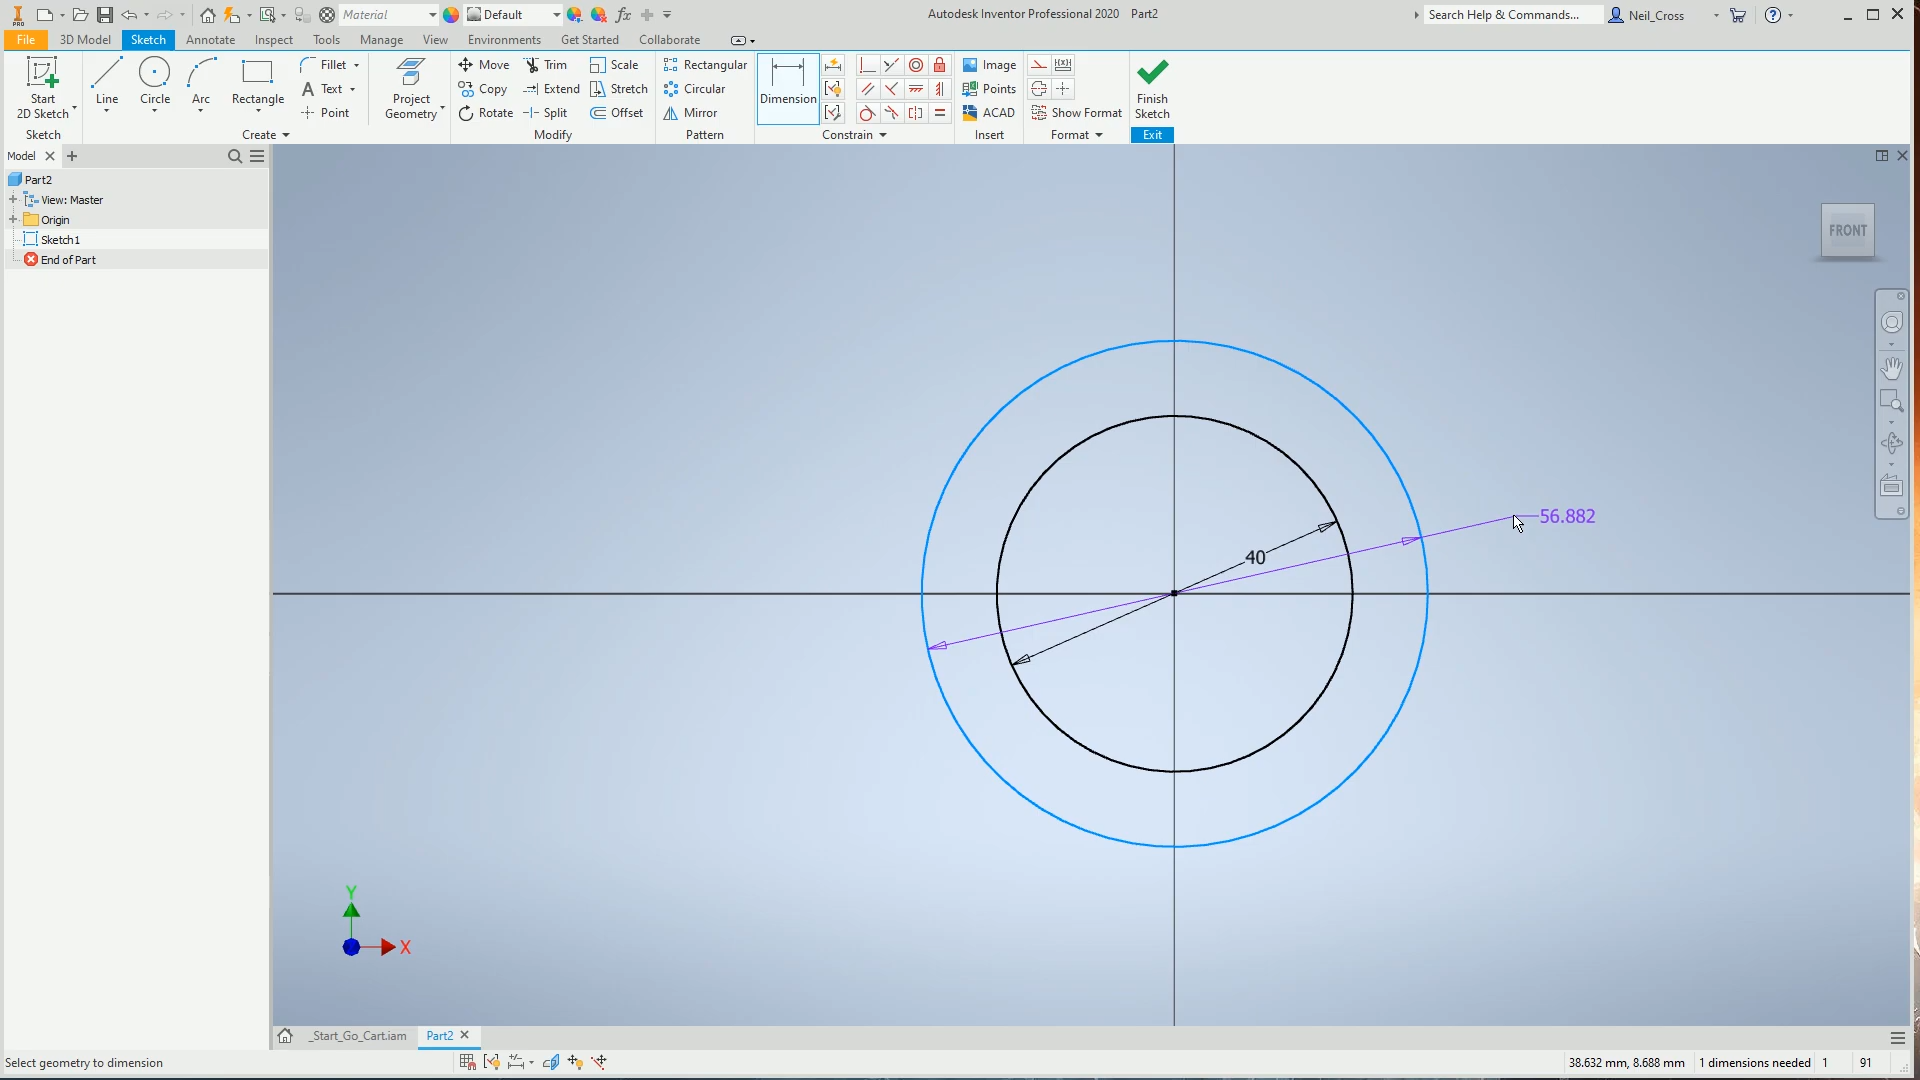 Material
Default
fx
Autodesk Inventor Professional 2020 Part2
Search Help & Commands...
Neil_Cross
File
3D Model
Sketch
Annotate
Inspect
Tools
Manage
View
Environments
Get Started
Collaborate
Start
2D Sketch
Line
Circle
Arc
Rectangle
Fillet
Text
Point
Project
Geometry
Move
Copy
Rotate
Trim
Extend
Split
Scale
Stretch
Offset
Rectangular
Circular
Mirror
Dimension
Image
Points
ACAD
Show Format
Finish
Sketch
Sketch
Create
Modify
Pattern
Constrain
Insert
Format
Exit
Model
Part2
View: Master
Origin
Sketch1
End of Part
FRONT
56.882
40
Y
X
_Start_Go_Cart.iam
Part2
Select geometry to dimension
38.632 mm, 8.688 mm
1 dimensions needed
1
91